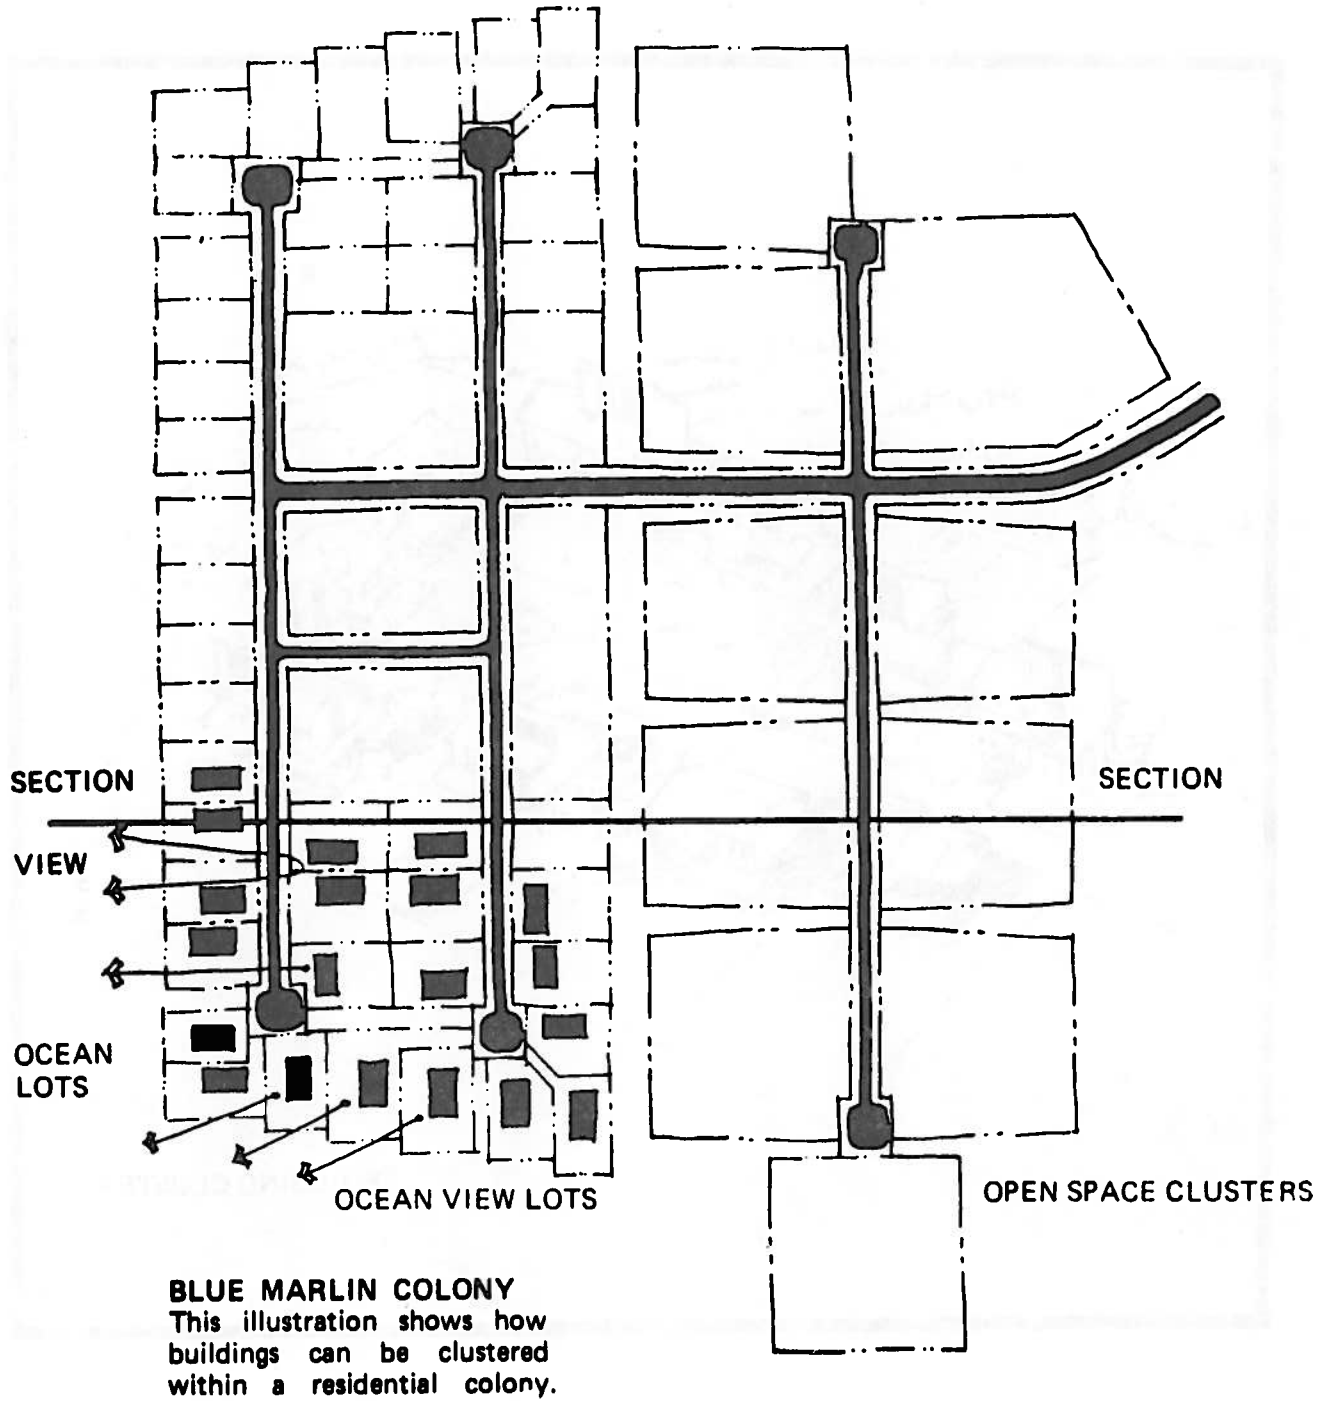 SECTION
SECTION
VIEW
OCEAN
LOTS
OCEAN VIEW LOTS
OPEN SPACE CLUSTERS
BLUE MARLIN COLONY
This illustration shows how
buildings can be clustered
within a residential colony.